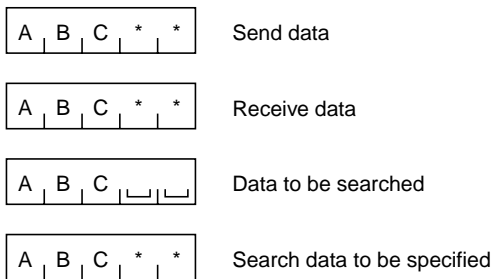 A B C * * Send data
A B C * * Receive data
A B C ␣ ␣ Data to be searched
A B C * * Search data to be specified